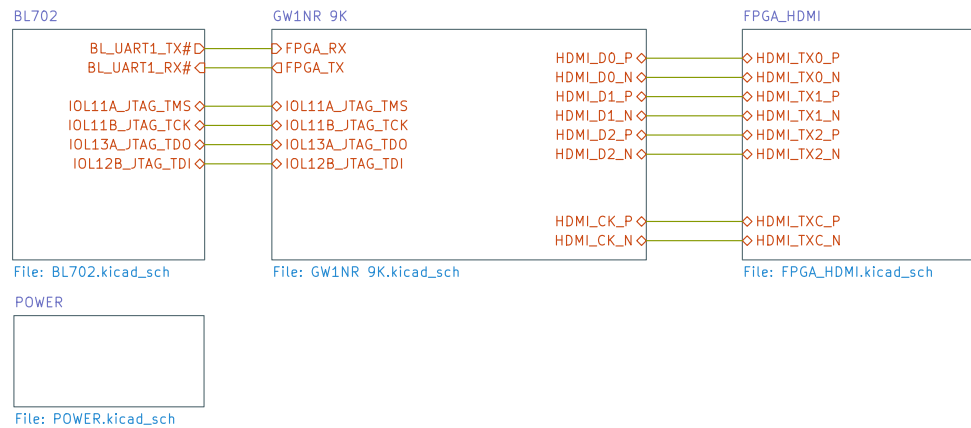 BL702
BL_UART1_TX#
BL_UART1_RX#
IOL11A_JTAG_TMS
IOL11B_JTAG_TCK
IOL13A_JTAG_TDO
IOL12B_JTAG_TDI
File: BL702.kicad_sch
GW1NR 9K
FPGA_RX
FPGA_TX
IOL11A_JTAG_TMS
IOL11B_JTAG_TCK
IOL13A_JTAG_TDO
IOL12B_JTAG_TDI
HDMI_D0_P
HDMI_D0_N
HDMI_D1_P
HDMI_D1_N
HDMI_D2_P
HDMI_D2_N
HDMI_CK_P
HDMI_CK_N
File: GW1NR 9K.kicad_sch
FPGA_HDMI
HDMI_TX0_P
HDMI_TX0_N
HDMI_TX1_P
HDMI_TX1_N
HDMI_TX2_P
HDMI_TX2_N
HDMI_TXC_P
HDMI_TXC_N
File: FPGA_HDMI.kicad_sch
POWER
File: POWER.kicad_sch